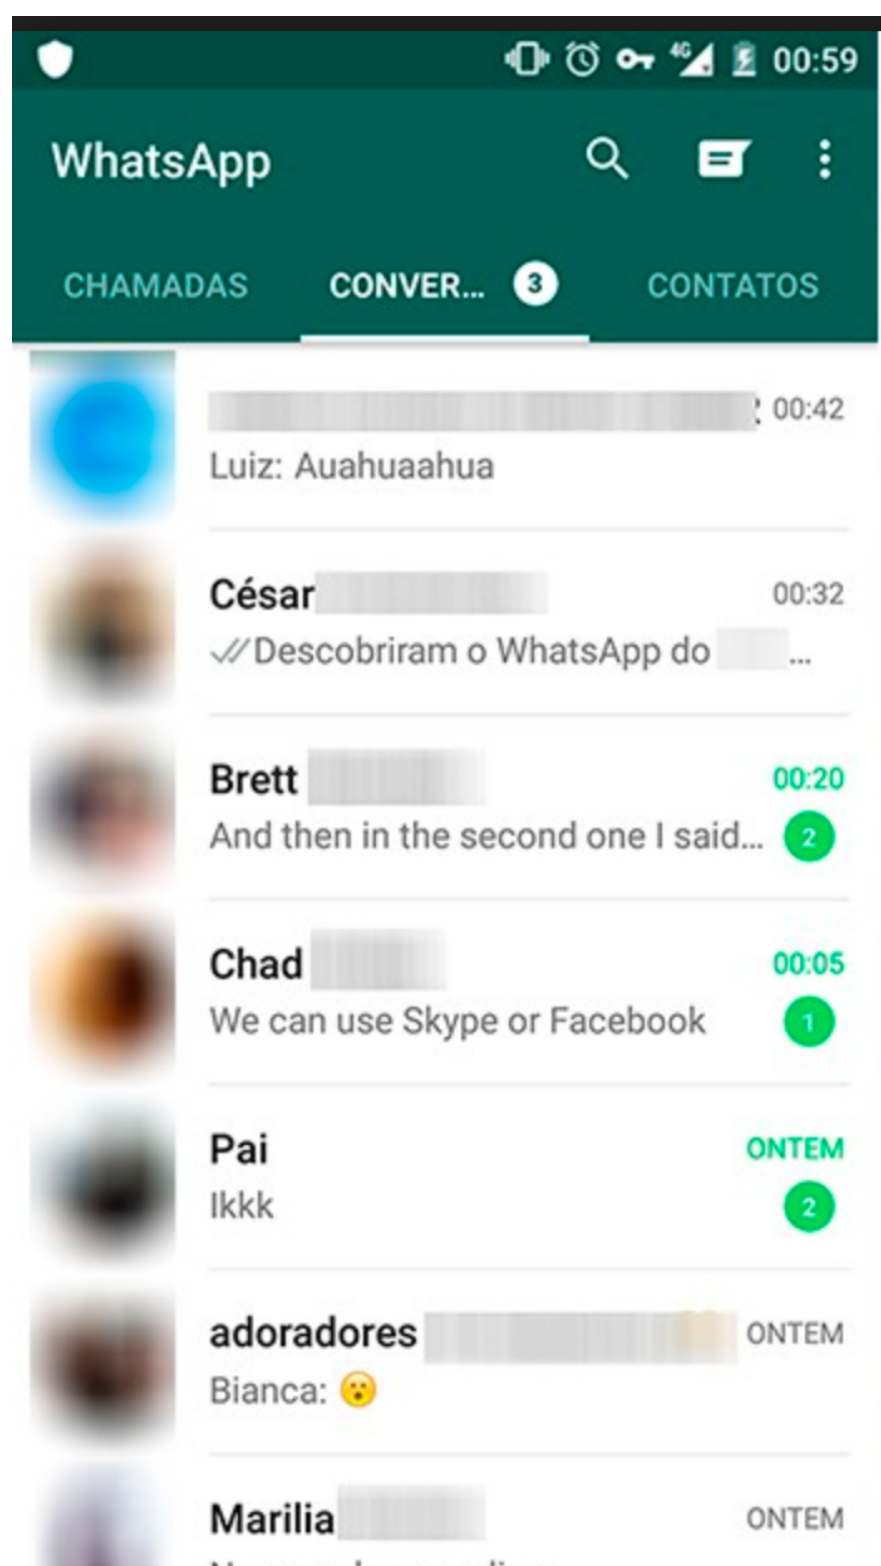 4G 00:59
WhatsApp
CHAMADAS CONVER... 3 CONTATOS
00:42
Luiz: Auahuaahua
César 00:32
Descobriram o WhatsApp do ...
Brett 00:20
And then in the second one I said... 2
Chad 00:05
We can use Skype or Facebook 1
Pai ONTEM
Ikkk 2
adoradores ONTEM
Bianca: 😮
Marilia ONTEM